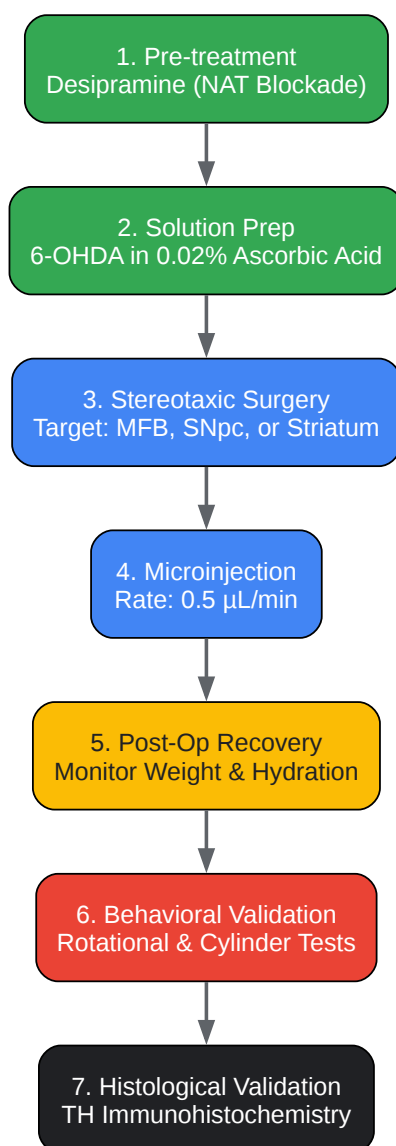 1. Pre-treatment
Desipramine (NAT Blockade)
2. Solution Prep
6-OHDA in 0.02% Ascorbic Acid
3. Stereotaxic Surgery
Target: MFB, SNpc, or Striatum
4. Microinjection
Rate: 0.5 µL/min
5. Post-Op Recovery
Monitor Weight & Hydration
6. Behavioral Validation
Rotational & Cylinder Tests
7. Histological Validation
TH Immunohistochemistry